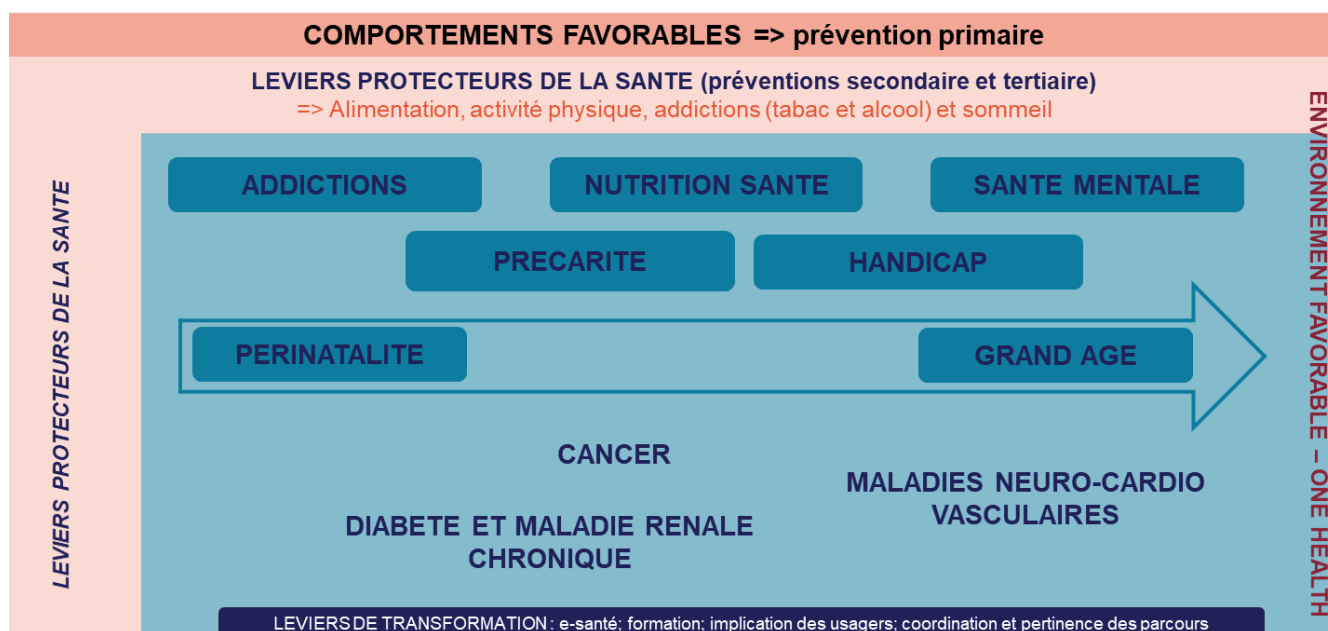 COMPORTEMENTS FAVORABLES => prévention primaire
LEVIERS PROTECTEURS DE LA SANTE (préventions secondaire et tertiaire)
=> Alimentation, activité physique, addictions (tabac et alcool) et sommeil
LEVIERS PROTECTEURS DE LA SANTE
ADDICTIONS
NUTRITION SANTE
SANTE MENTALE
PRECARITE
HANDICAP
PERINATALITE
GRAND AGE
CANCER
MALADIES NEURO-CARDIO
VASCULAIRES
DIABETE ET MALADIE RENALE
CHRONIQUE
LEVIERS DE TRANSFORMATION : e-santé; formation; implication des usagers; coordination et pertinence des parcours
ENVIRONNEMENT FAVORABLE – ONE HEALTH